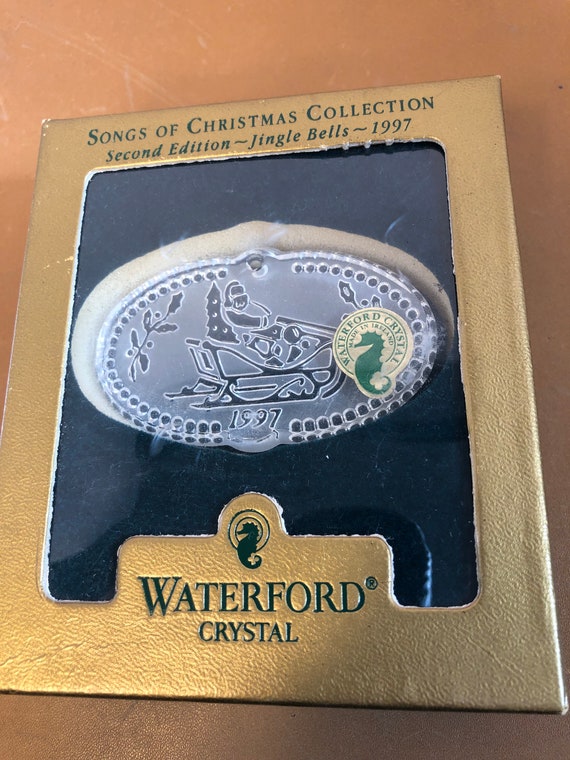 SONGS OF CHRISTMAS COLLECTION
Second Edition~Jingle Bells~1997
WATERFORD CRYSTAL
MADE IN IRELAND
1997
WATERFORD®
CRYSTAL